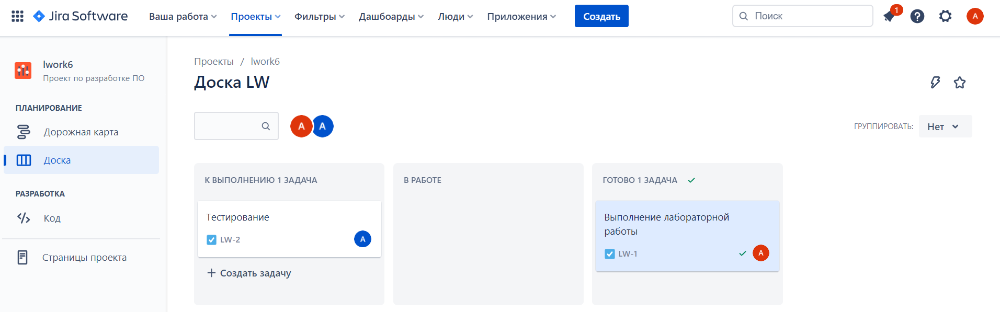 Jira Software
Ваша работа
Проекты
Фильтры
Дашборды
Люди
Приложения
Создать
Поиск
1
A
lwork6
Проект по разработке ПО
ПЛАНИРОВАНИЕ
Дорожная карта
Доска
РАЗРАБОТКА
Код
Страницы проекта
Проекты / lwork6
Доска LW
A A
ГРУППИРОВАТЬ: Нет
К ВЫПОЛНЕНИЮ 1 ЗАДАЧА
Тестирование
LW-2 A
+ Создать задачу
В РАБОТЕ
ГОТОВО 1 ЗАДАЧА
Выполнение лабораторной
работы
LW-1 A